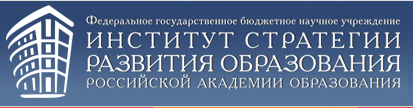 Федеральное государственное бюджетное научное учреждение
ИНСТИТУТ СТРАТЕГИИ
РАЗВИТИЯ ОБРАЗОВАНИЯ
РОССИЙСКОЙ АКАДЕМИИ ОБРАЗОВАНИЯ